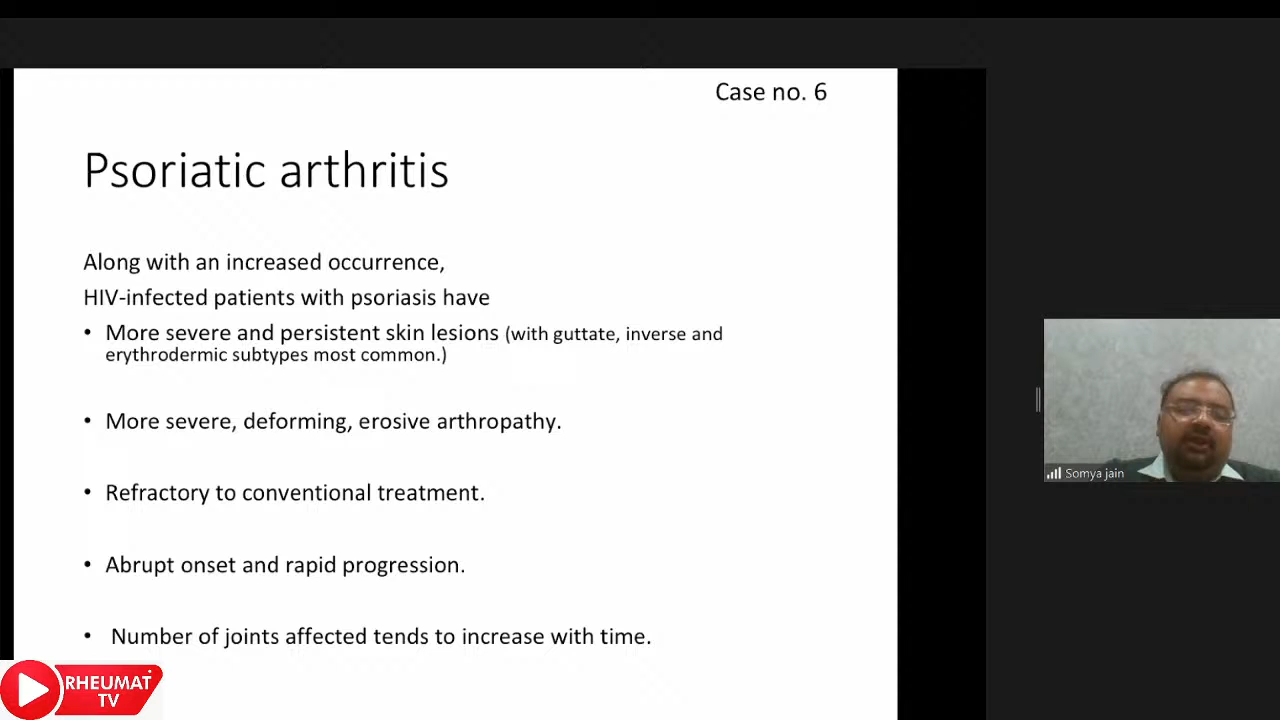 Case no. 6
Psoriatic arthritis
Along with an increased occurrence,
HIV-infected patients with psoriasis have
• More severe and persistent skin lesions (with guttate, inverse and
erythrodermic subtypes most common.)
• More severe, deforming, erosive arthropathy.
• Refractory to conventional treatment.
• Abrupt onset and rapid progression.
• Number of joints affected tends to increase with time.
Somya jain
RHEUMAT
TV